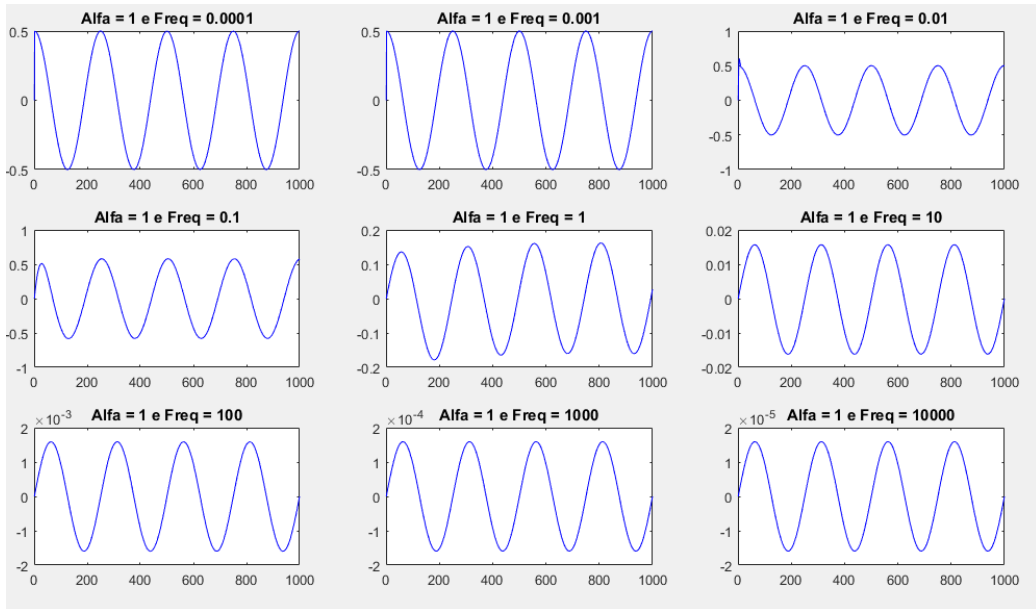 Alfa = 1 e Freq = 0.0001
0.5
0
-0.5
0 200 400 600 800 1000
Alfa = 1 e Freq = 0.001
0.5
0
-0.5
0 200 400 600 800 1000
Alfa = 1 e Freq = 0.01
1
0.5
0
-0.5
-1
0 200 400 600 800 1000
Alfa = 1 e Freq = 0.1
1
0.5
0
-0.5
-1
0 200 400 600 800 1000
Alfa = 1 e Freq = 1
0.2
0.1
0
-0.1
-0.2
0 200 400 600 800 1000
Alfa = 1 e Freq = 10
0.02
0.01
0
-0.01
-0.02
0 200 400 600 800 1000
×10^-3 Alfa = 1 e Freq = 100
2
1
0
-1
-2
0 200 400 600 800 1000
×10^-4 Alfa = 1 e Freq = 1000
2
1
0
-1
-2
0 200 400 600 800 1000
×10^-5 Alfa = 1 e Freq = 10000
2
1
0
-1
-2
0 200 400 600 800 1000